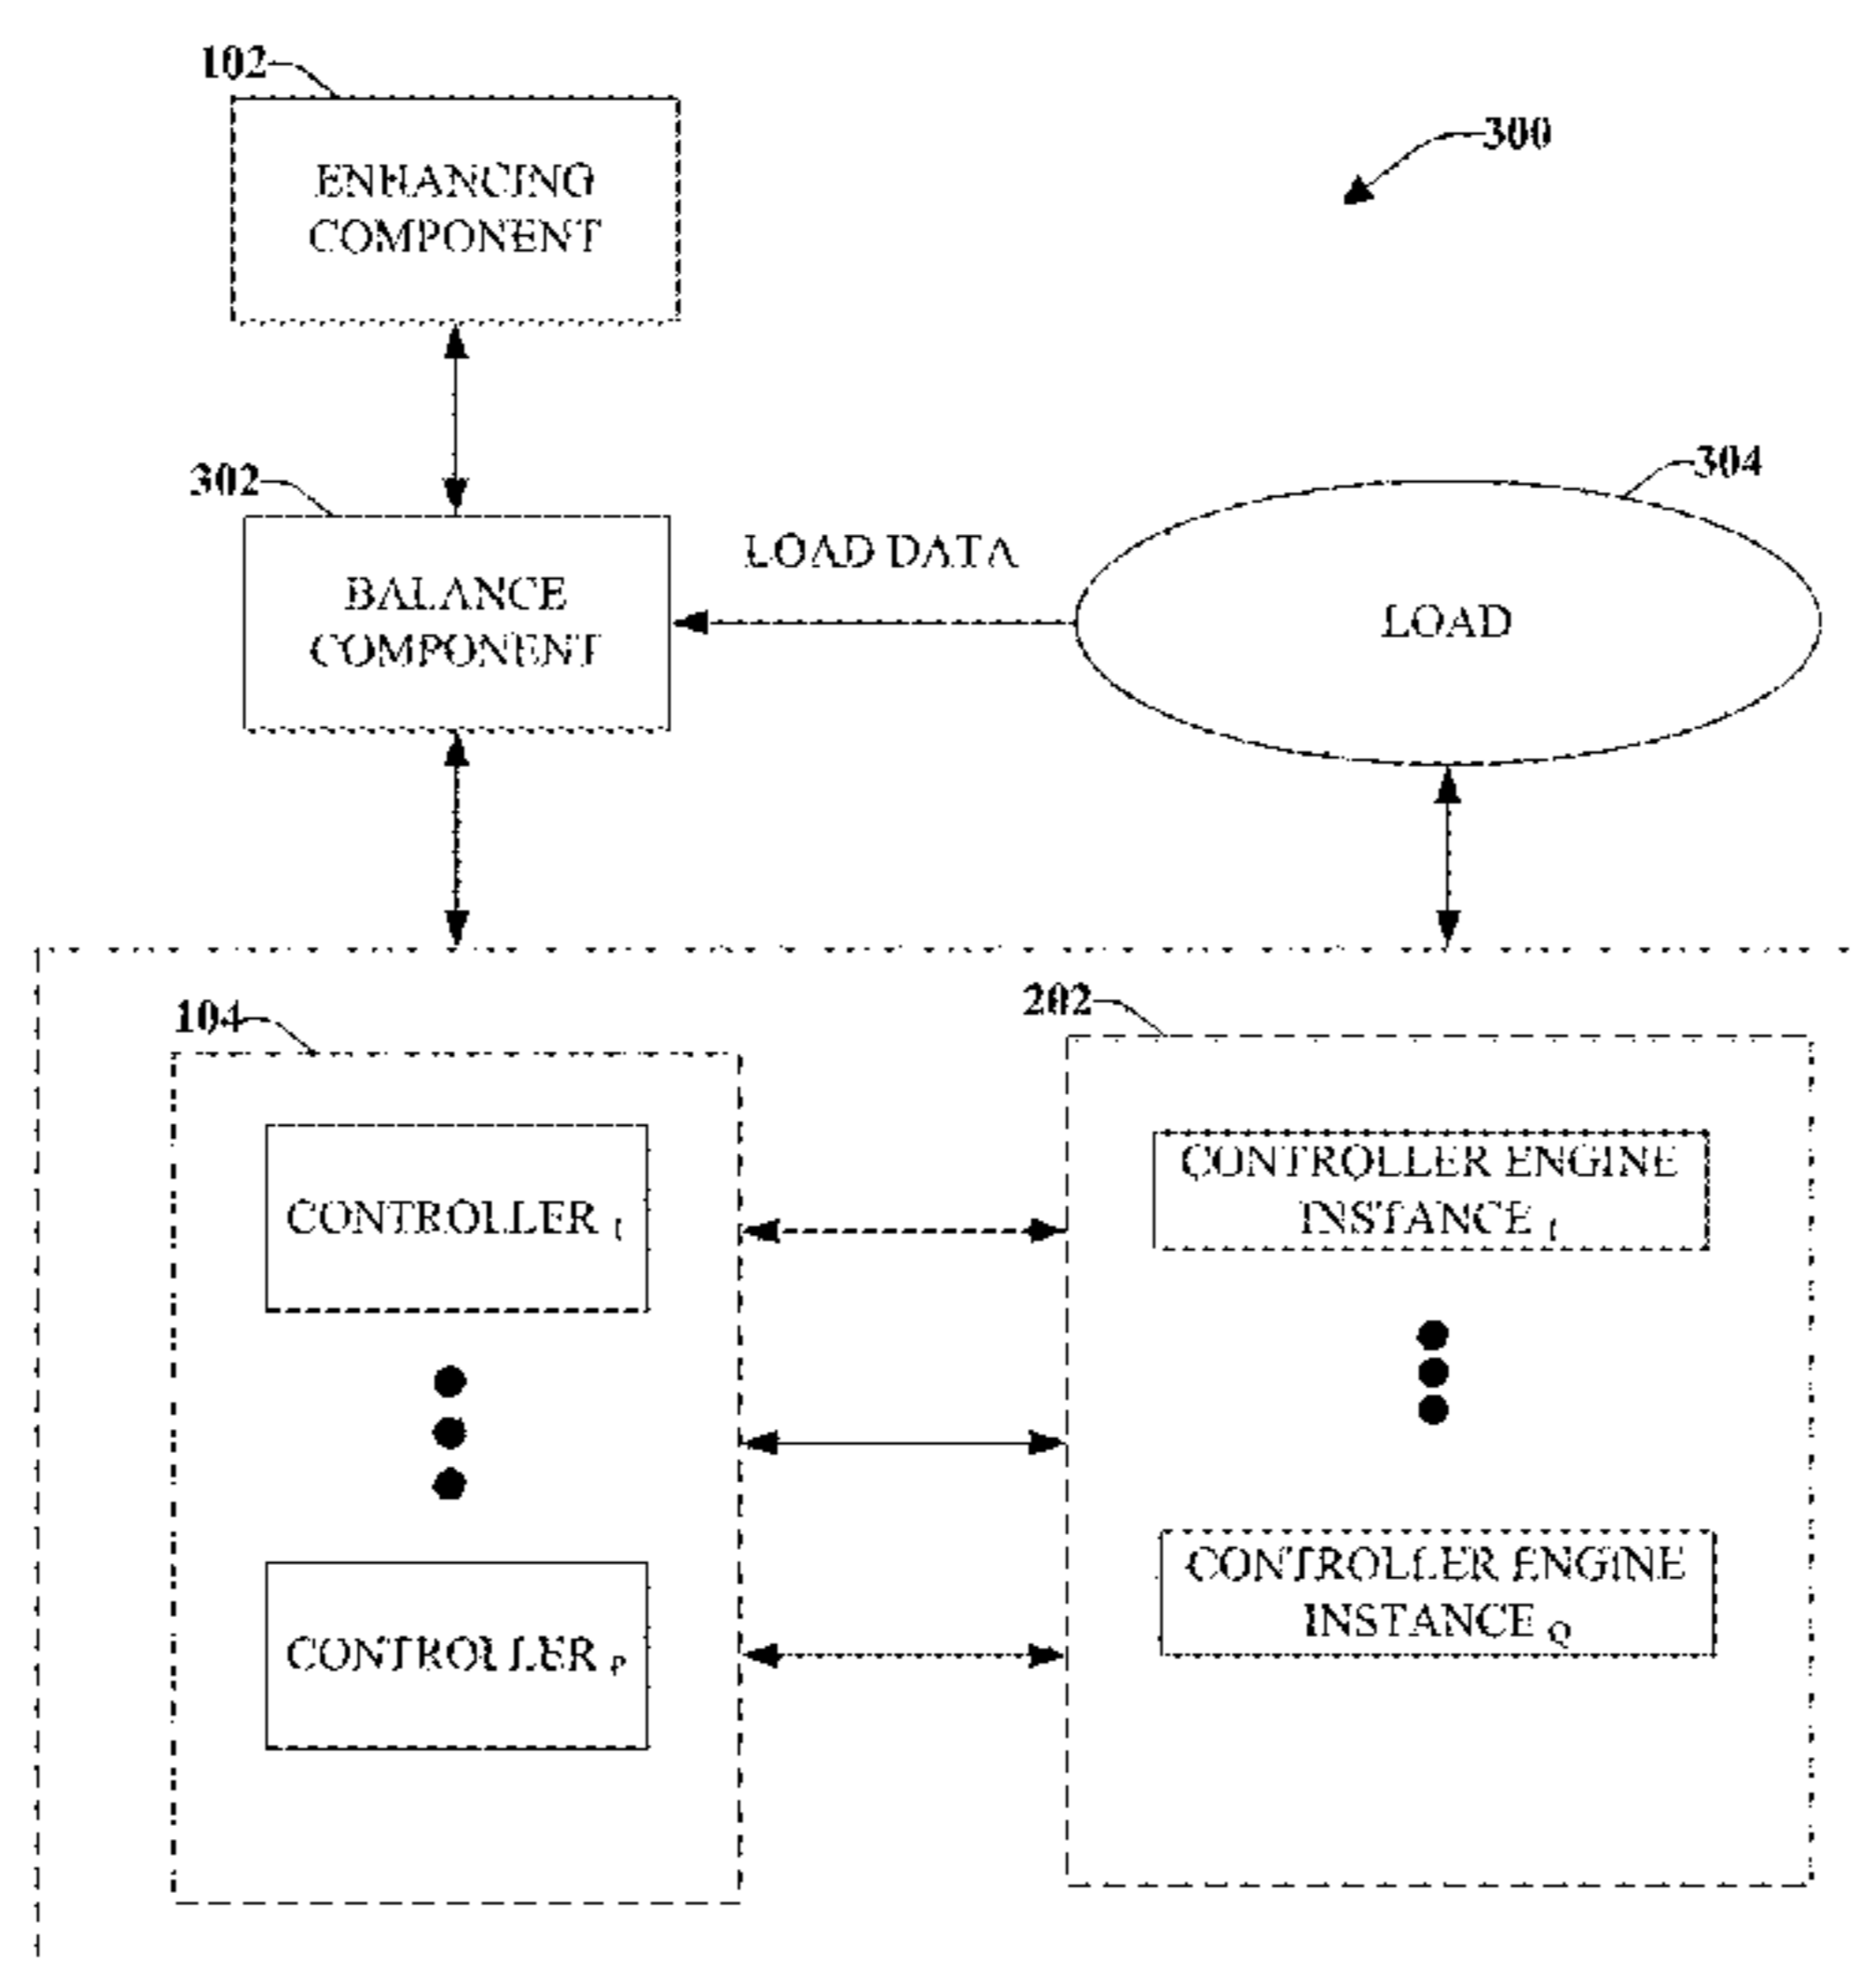 102
300
ENHANCING
COMPONENT
302
304
LOAD DATA
BALANCE
COMPONENT
LOAD
104
202
CONTROLLER 1
CONTROLLER ENGINE
INSTANCE 1
CONTROLLER P
CONTROLLER ENGINE
INSTANCE Q